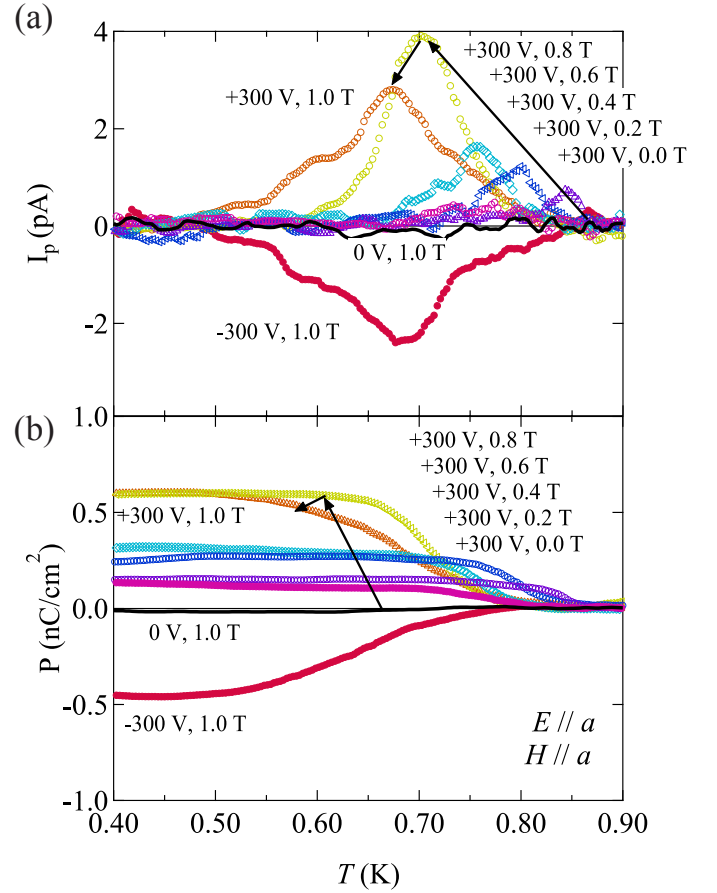 (a)
4
2
0
-2
I_p (pA)
+300 V, 0.8 T
+300 V, 0.6 T
+300 V, 0.4 T
+300 V, 0.2 T
+300 V, 0.0 T
+300 V, 1.0 T
0 V, 1.0 T
-300 V, 1.0 T
(b)
1.0
0.5
0.0
-0.5
-1.0
P (nC/cm²)
+300 V, 0.8 T
+300 V, 0.6 T
+300 V, 0.4 T
+300 V, 0.2 T
+300 V, 0.0 T
+300 V, 1.0 T
0 V, 1.0 T
-300 V, 1.0 T
E // a
H // a
0.40 0.50 0.60 0.70 0.80 0.90
T (K)